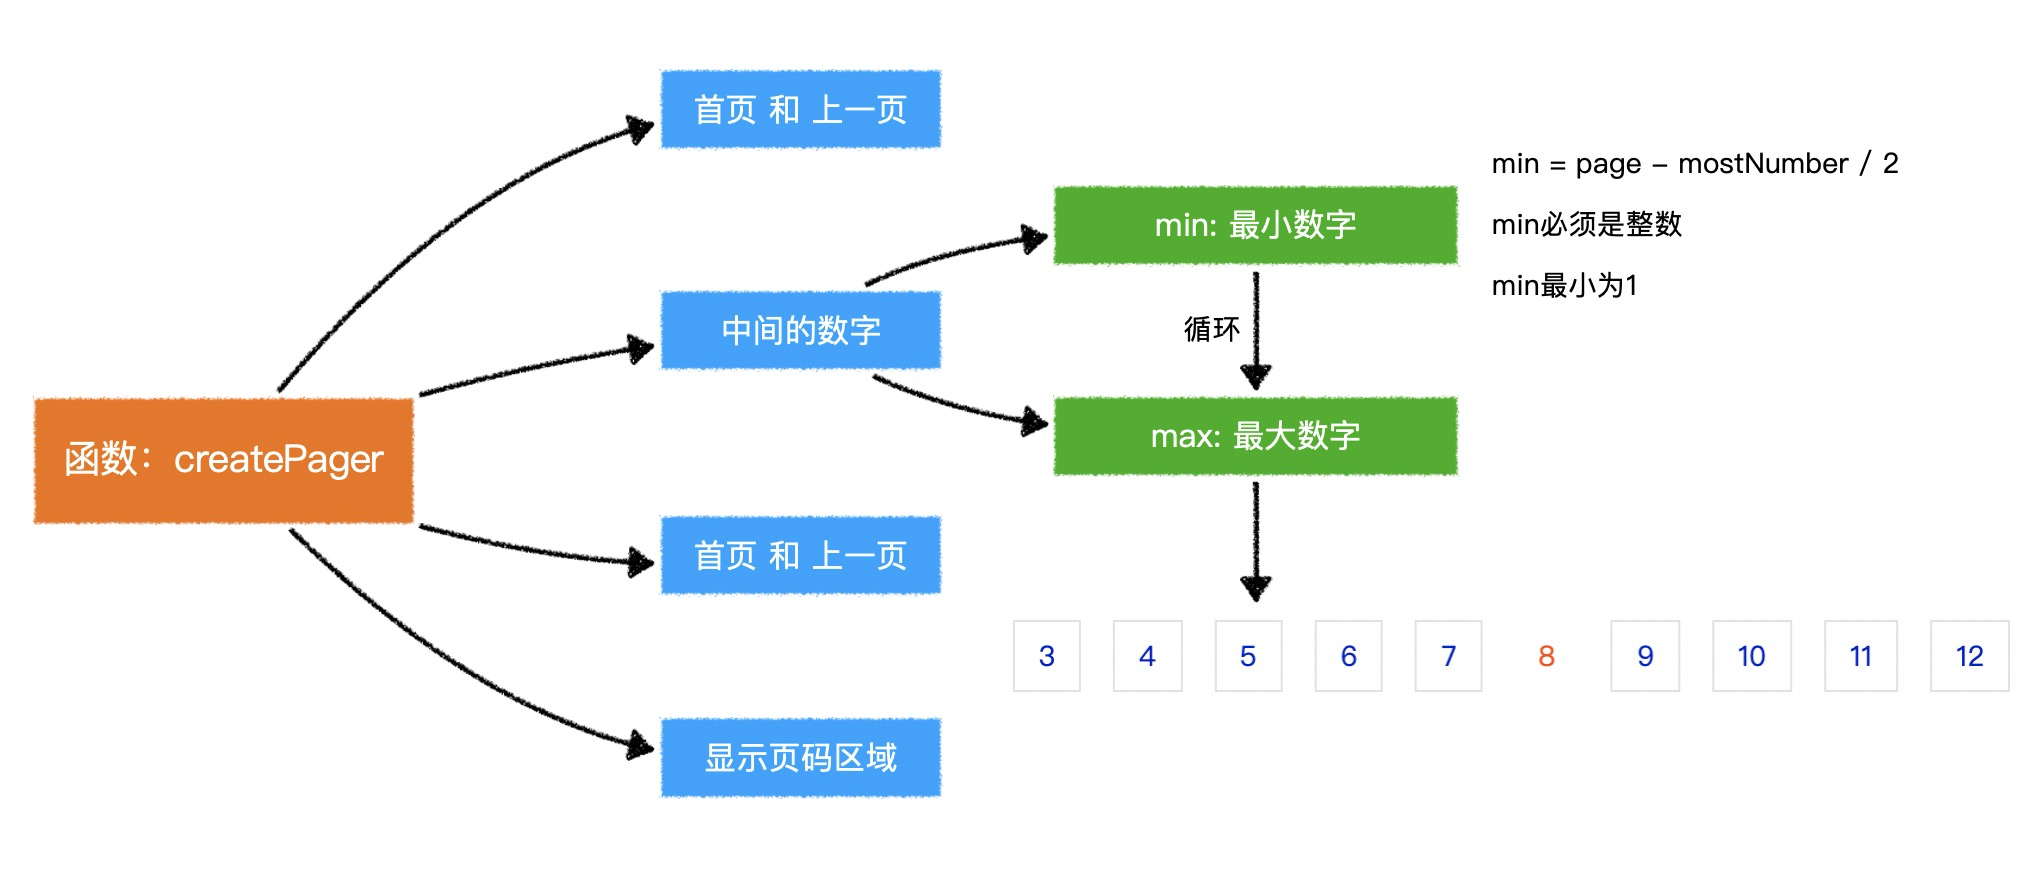 首页 和 上一页
min = page - mostNumber / 2
min: 最小数字
min必须是整数
min最小为1
中间的数字
循环
max: 最大数字
函数：createPager
首页 和 上一页
3 4 5 6 7 8 9 10 11 12
显示页码区域